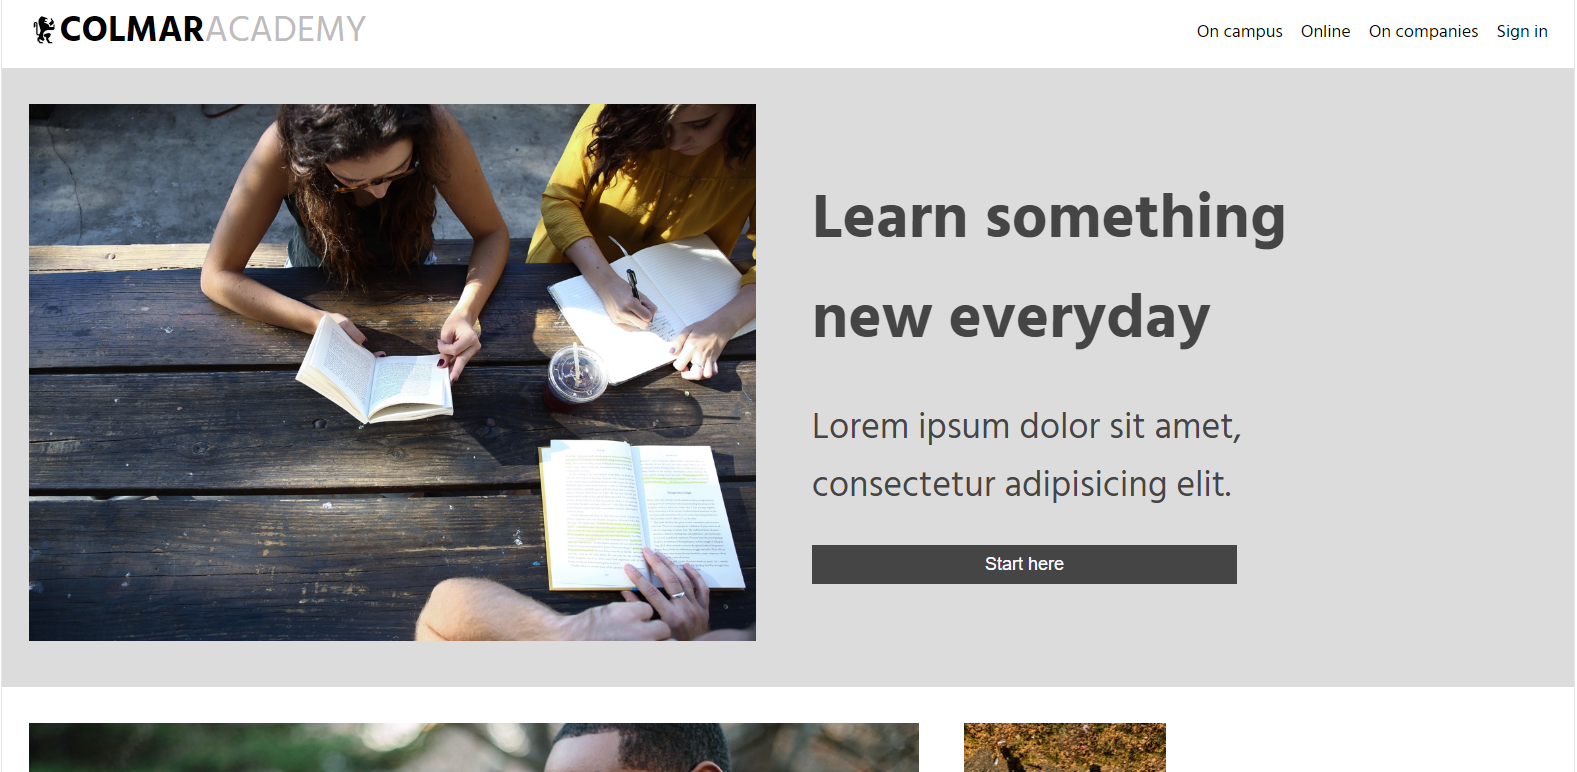 COLMARACADEMY
On campus Online On companies Sign in
Learn something
new everyday
Lorem ipsum dolor sit amet,
consectetur adipisicing elit.
Start here